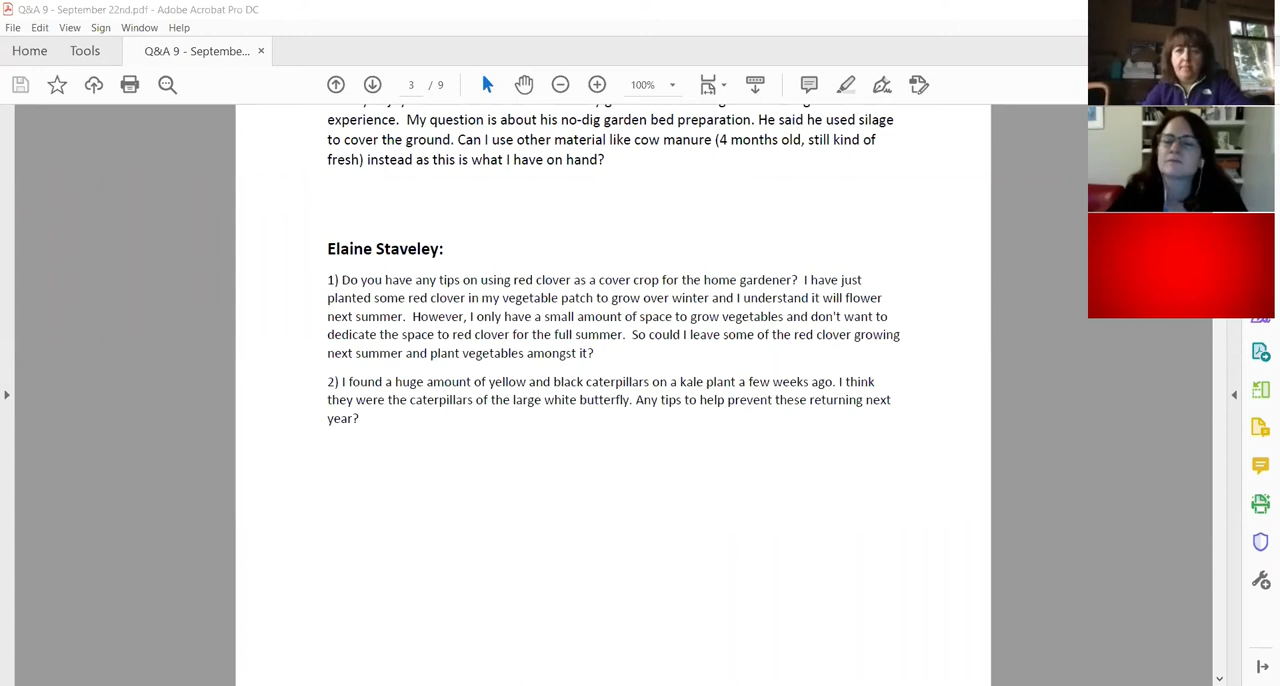 Q&A 9 - September 22nd.pdf - Adobe Acrobat Pro DC
File Edit View Sign Window Help
Home Tools Q&A 9 - Septembe... ×
3 / 9 100%
experience. My question is about his no-dig garden bed preparation. He said he used silage
to cover the ground. Can I use other material like cow manure (4 months old, still kind of
fresh) instead as this is what I have on hand?
Elaine Staveley:
1) Do you have any tips on using red clover as a cover crop for the home gardener? I have just
planted some red clover in my vegetable patch to grow over winter and I understand it will flower
next summer. However, I only have a small amount of space to grow vegetables and don't want to
dedicate the space to red clover for the full summer. So could I leave some of the red clover growing
next summer and plant vegetables amongst it?
2) I found a huge amount of yellow and black caterpillars on a kale plant a few weeks ago. I think
they were the caterpillars of the large white butterfly. Any tips to help prevent these returning next
year?